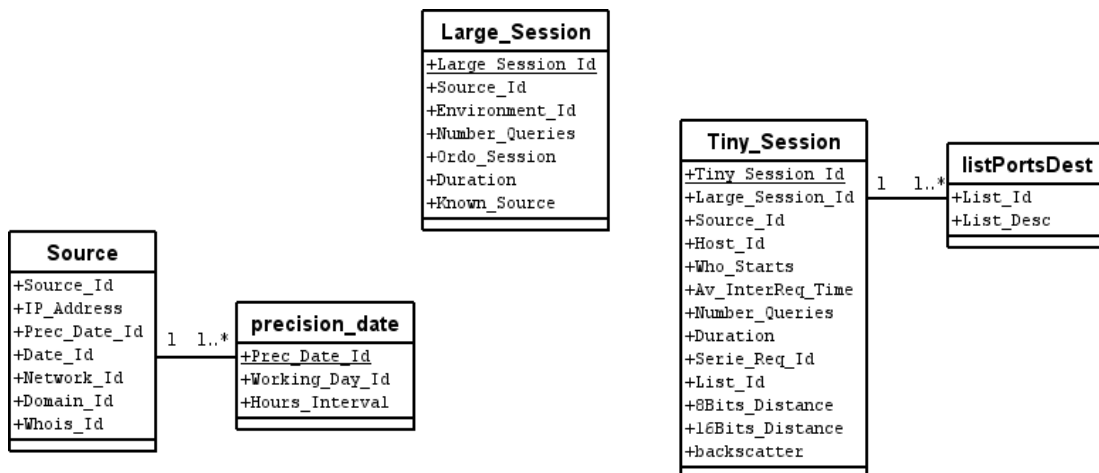 Large_Session
+Large_Session_Id
+Source_Id
+Environment_Id
+Number_Queries
+Ordo_Session
+Duration
+Known_Source
Tiny_Session
+Tiny_Session_Id
+Large_Session_Id
+Source_Id
+Host_Id
+Who_Starts
+Av_InterReq_Time
+Number_Queries
+Duration
+Serie_Req_Id
+List_Id
+8Bits_Distance
+16Bits_Distance
+backscatter
1 1..*
listPortsDest
+List_Id
+List_Desc
Source
+Source_Id
+IP_Address
+Prec_Date_Id
+Date_Id
+Network_Id
+Domain_Id
+Whois_Id
1 1..*
precision_date
+Prec_Date_Id
+Working_Day_Id
+Hours_Interval